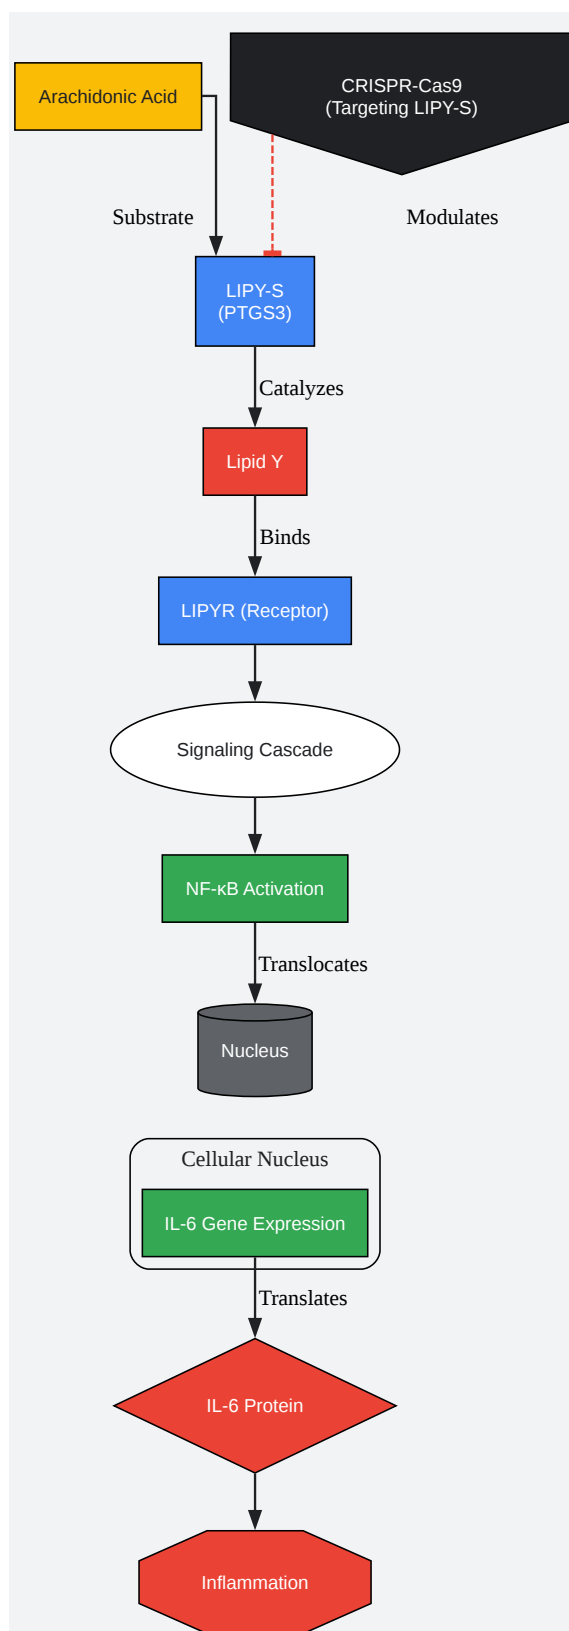 Arachidonic Acid
CRISPR-Cas9
(Targeting LIPY-S)
Substrate
Modulates
LIPY-S
(PTGS3)
Catalyzes
Lipid Y
Binds
LIPYR (Receptor)
Signaling Cascade
NF-κB Activation
Translocates
Nucleus
Cellular Nucleus
IL-6 Gene Expression
Translates
IL-6 Protein
Inflammation